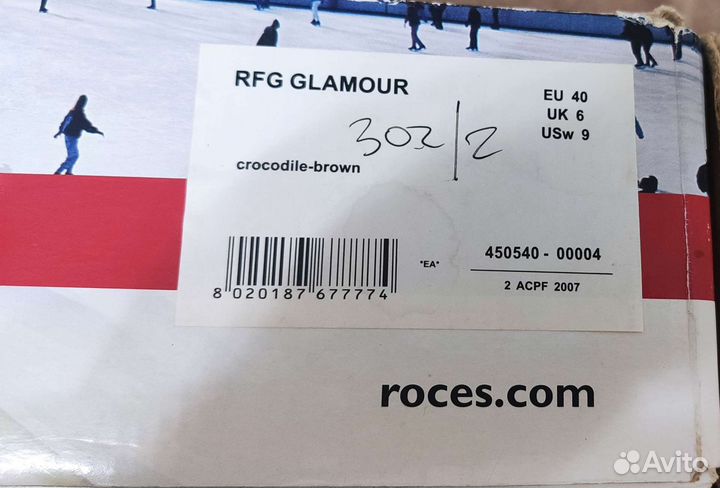 RFG GLAMOUR
EU 40
UK 6
USw 9
302/2
crocodile-brown
*EA*
450540 - 00004
2 ACPF 2007
8 020187 677774
roces.com
Avito